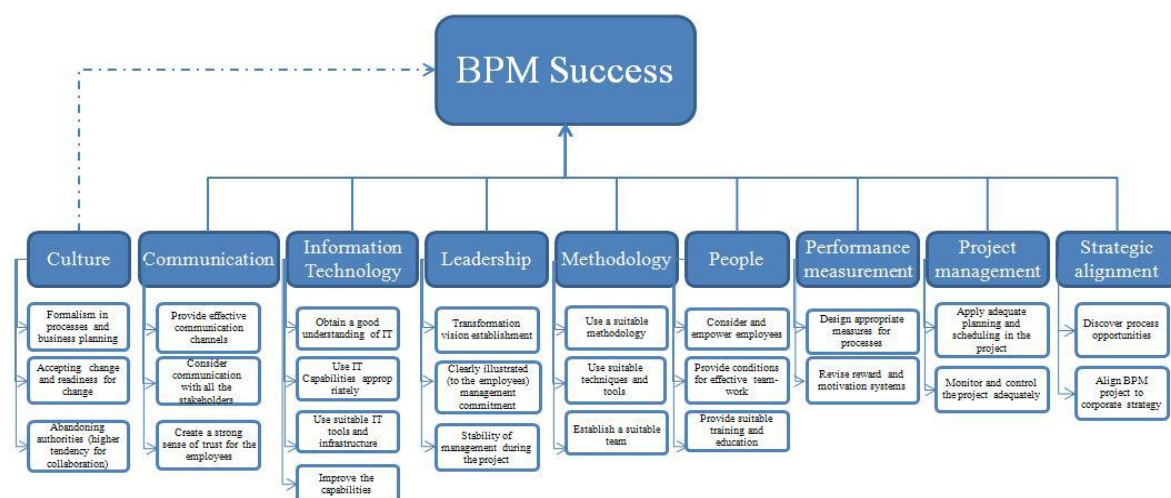 BPM Success
Culture
Communication
Information
Technology
Leadership
Methodology
People
Performance
measurement
Project
management
Strategic
alignment
Formalism in
processes and
business planning
Accepting change
and readiness for
change
Abandoning
authorities (higher
tendency for
collaboration)
Provide effective
communication
channels
Consider
communication
with all the
stakeholders
Create a strong
sense of trust for the
employees
Obtain a good
understanding of IT
Use IT
Capabilities approp
riately
Use suitable IT
tools and
infrastructure
Improve the
capabilities
Transformation
vision establishment
Clearly illustrated
(to the employees)
management
commitment
Stability of
management during
the project
Use a suitable
methodology
Use suitable
techniques and
tools
Establish a suitable
team
Consider and
empower employees
Provide conditions
for effective team-
work
Provide suitable
training and
education
Design appropriate
measures for
processes
Revise reward and
motivation systems
Apply adequate
planning and
scheduling in the
project
Monitor and control
the project adequately
Discover process
opportunities
Align BPM
project to
corporate strategy